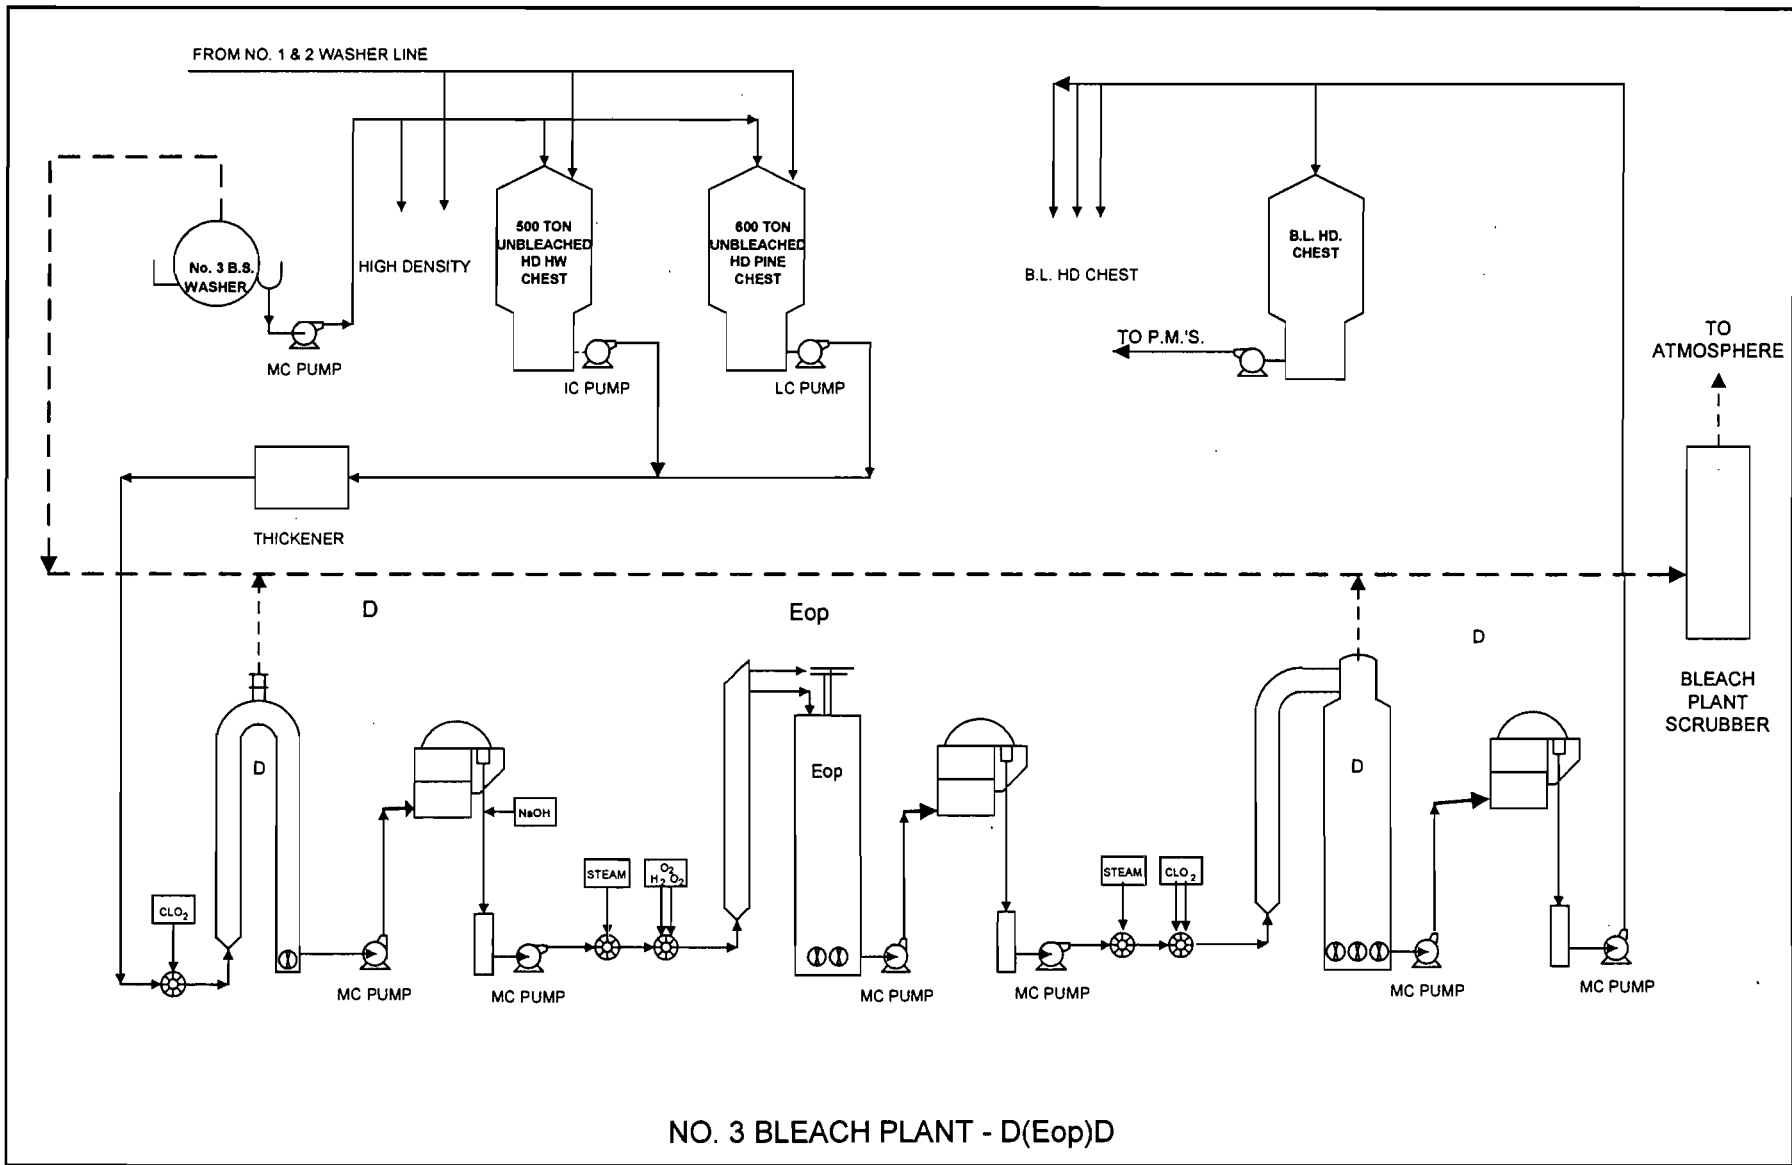 FROM NO. 1 & 2 WASHER LINE
No. 3 B.S.
WASHER
MC PUMP
HIGH DENSITY
500 TON
UNBLEACHED
HD HW
CHEST
IC PUMP
600 TON
UNBLEACHED
HD PINE
CHEST
LC PUMP
B.L. HD CHEST
B.L. HD.
CHEST
TO P.M.'S.
TO
ATMOSPHERE
THICKENER
D
Eop
D
BLEACH
PLANT
SCRUBBER
D
Eop
D
NaOH
STEAM
O2
H2 O2
STEAM
CLO2
CLO2
MC PUMP
MC PUMP
MC PUMP
MC PUMP
MC PUMP
MC PUMP
NO. 3 BLEACH PLANT - D(Eop)D